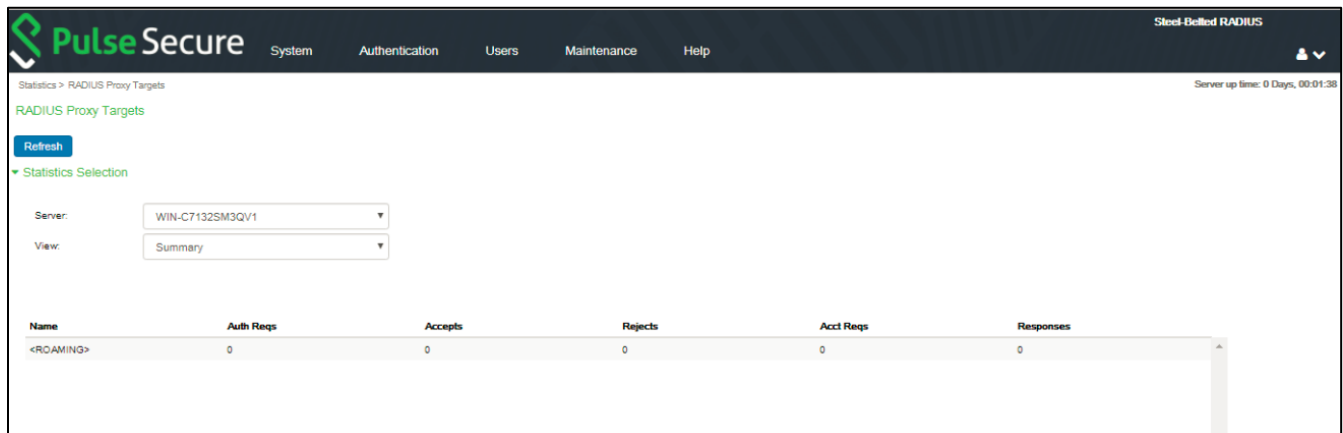 Steel-Belted RADIUS
Pulse Secure System Authentication Users Maintenance Help
Statistics > RADIUS Proxy Targets Server up time: 0 Days, 00:01:38
RADIUS Proxy Targets
Refresh
Statistics Selection
Server: WIN-C7132SM3QV1
View: Summary
Name Auth Reqs Accepts Rejects Acct Reqs Responses
<ROAMING> 0 0 0 0 0